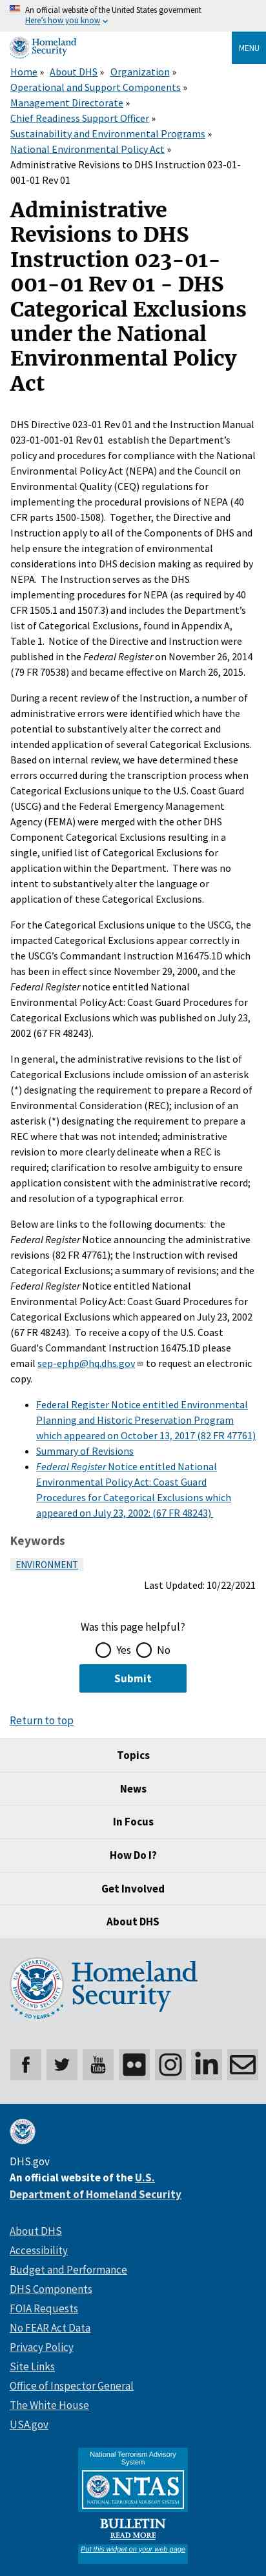 An official website of the United States government
Here's how you know
Homeland
Security
MENU
Home » About DHS » Organization »
Operational and Support Components »
Management Directorate »
Chief Readiness Support Officer »
Sustainability and Environmental Programs »
National Environmental Policy Act »
Administrative Revisions to DHS Instruction 023-01-
001-01 Rev 01
Administrative
Revisions to DHS
Instruction 023-01-
001-01 Rev 01 - DHS
Categorical Exclusions
under the National
Environmental Policy
Act
DHS Directive 023-01 Rev 01 and the Instruction Manual
023-01-001-01 Rev 01 establish the Department's
policy and procedures for compliance with the National
Environmental Policy Act (NEPA) and the Council on
Environmental Quality (CEQ) regulations for
implementing the procedural provisions of NEPA (40
CFR parts 1500-1508). Together, the Directive and
Instruction apply to all of the Components of DHS and
help ensure the integration of environmental
considerations into DHS decision making as required by
NEPA. The Instruction serves as the DHS
implementing procedures for NEPA (as required by 40
CFR 1505.1 and 1507.3) and includes the Department's
list of Categorical Exclusions, found in Appendix A,
Table 1. Notice of the Directive and Instruction were
published in the Federal Register on November 26, 2014
(79 FR 70538) and became effective on March 26, 2015.
During a recent review of the Instruction, a number of
administrative errors were identified which have the
potential to substantively alter the correct and
intended application of several Categorical Exclusions.
Based on internal review, we have determined these
errors occurred during the transcription process when
Categorical Exclusions unique to the U.S. Coast Guard
(USCG) and the Federal Emergency Management
Agency (FEMA) were merged with the other DHS
Component Categorical Exclusions resulting in a
single, unified list of Categorical Exclusions for
application within the Department. There was no
intent to substantively alter the language or
application of these Categorical Exclusions.
For the Categorical Exclusions unique to the USCG, the
impacted Categorical Exclusions appear correctly in
the USCG's Commandant Instruction M16475.1D which
has been in effect since November 29, 2000, and the
Federal Register notice entitled National
Environmental Policy Act: Coast Guard Procedures for
Categorical Exclusions which was published on July 23,
2002 (67 FR 48243).
In general, the administrative revisions to the list of
Categorical Exclusions include omission of an asterisk
(*) designating the requirement to prepare a Record of
Environmental Consideration (REC); inclusion of an
asterisk (*) designating the requirement to prepare a
REC where that was not intended; administrative
revision to more clearly delineate when a REC is
required; clarification to resolve ambiguity to ensure
application consistent with the administrative record;
and resolution of a typographical error.
Below are links to the following documents: the
Federal Register Notice announcing the administrative
revisions (82 FR 47761); the Instruction with revised
Categorical Exclusions; a summary of revisions; and the
Federal Register Notice entitled National
Environmental Policy Act: Coast Guard Procedures for
Categorical Exclusions which appeared on July 23, 2002
(67 FR 48243). To receive a copy of the U.S. Coast
Guard's Commandant Instruction 16475.1D please
email sep-ephp@hq.dhs.gov to request an electronic
copy.
• Federal Register Notice entitled Environmental
Planning and Historic Preservation Program
which appeared on October 13, 2017 (82 FR 47761)
• Summary of Revisions
• Federal Register Notice entitled National
Environmental Policy Act: Coast Guard
Procedures for Categorical Exclusions which
appeared on July 23, 2002: (67 FR 48243)
Keywords
ENVIRONMENT
Last Updated: 10/22/2021
Was this page helpful?
Yes No
Submit
Return to top
Topics
News
In Focus
How Do I?
Get Involved
About DHS
Homeland
Security
20 YEARS
You
Tube
DHS.gov
An official website of the U.S.
Department of Homeland Security
About DHS
Accessibility
Budget and Performance
DHS Components
FOIA Requests
No FEAR Act Data
Privacy Policy
Site Links
Office of Inspector General
The White House
USA.gov
National Terrorism Advisory
System
NTAS
NATIONAL TERRORISM ADVISORY SYSTEM
BULLETIN
READ MORE
Put this widget on your web page